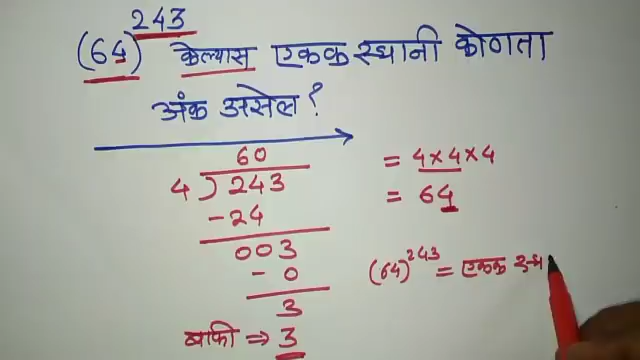 (64)^243 केल्यास एकक स्थानी कोणता
अंक असेल?
60
4) 243
-24
003
- 0
3
बाकी ⇒ 3
= 4×4×4
= 64
(64)^243 = एकक स्थ